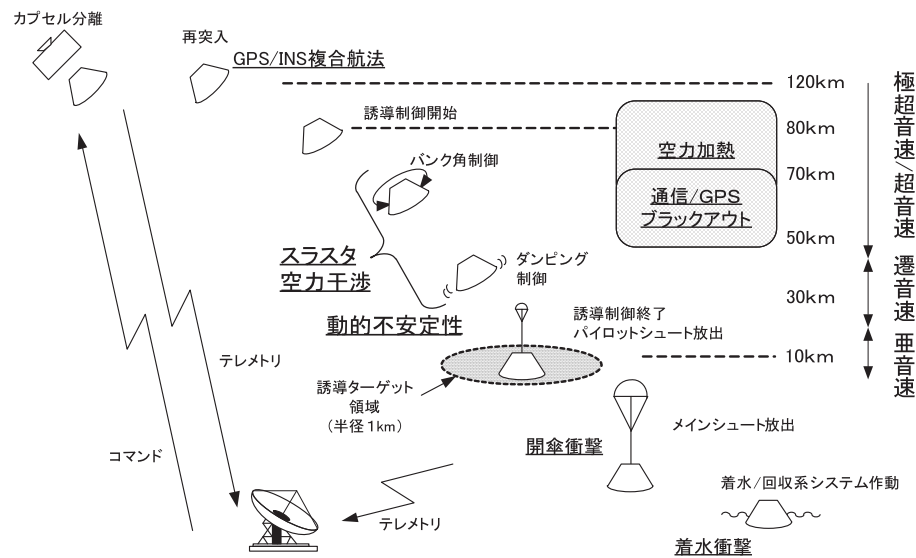 カプセル分離
再突入
GPS/INS複合航法
120km
誘導制御開始
80km
空力加熱
バンク角制御
70km
通信/GPS
ブラックアウト
50km
極超音速/超音速
スラスタ
空力干渉
ダンピング
制御
遷音速
30km
動的不安定性
誘導制御終了
パイロットシュート放出
10km
亜音速
テレメトリ
誘導ターゲット
領域
(半径1km)
メインシュート放出
開傘衝撃
コマンド
着水/回収系システム作動
テレメトリ
着水衝撃